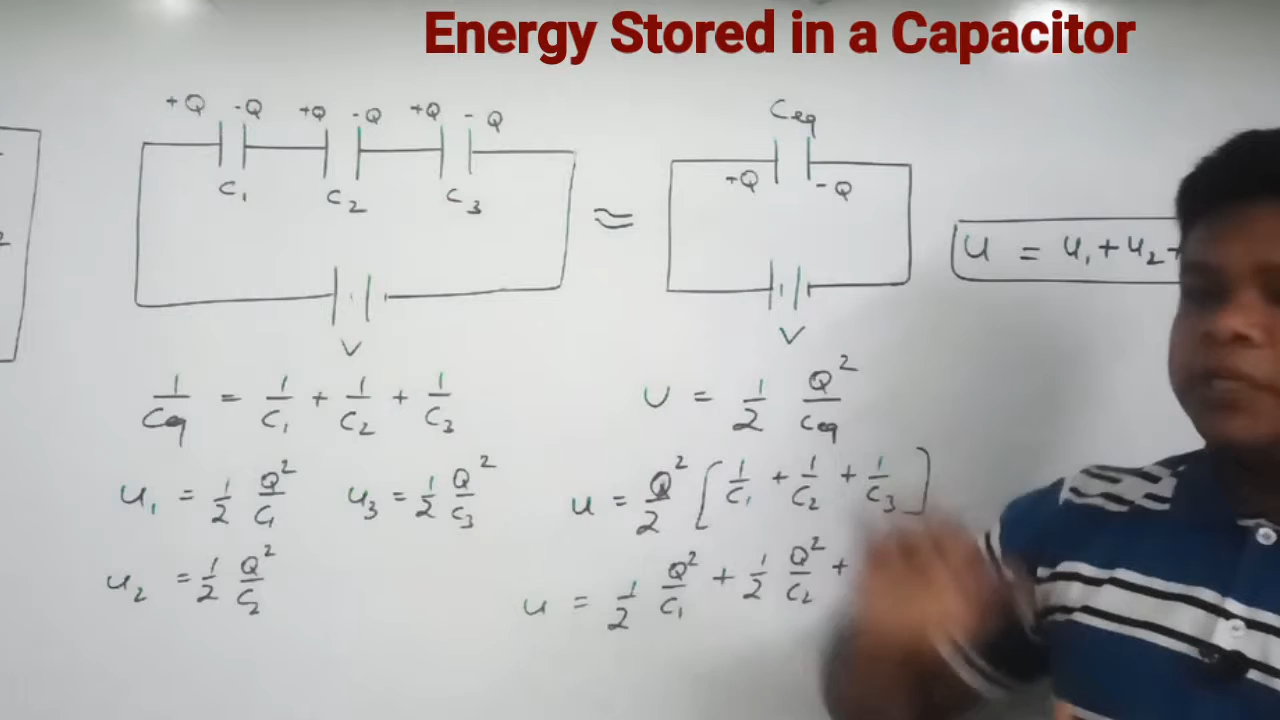 Energy Stored in a Capacitor
+Q -Q +Q -Q +Q -Q
C₁ C₂ C₃
V
≈
Ceq
+Q -Q
V
U = U₁ + U₂ +
1/Ceq = 1/C₁ + 1/C₂ + 1/C₃
U₁ = 1/2 Q²/C₁ U₃ = 1/2 Q²/C₃
U₂ = 1/2 Q²/C₂
U = 1/2 Q²/Ceq
U = Q²/2 [1/C₁ + 1/C₂ + 1/C₃]
U = 1/2 Q²/C₁ + 1/2 Q²/C₂ +